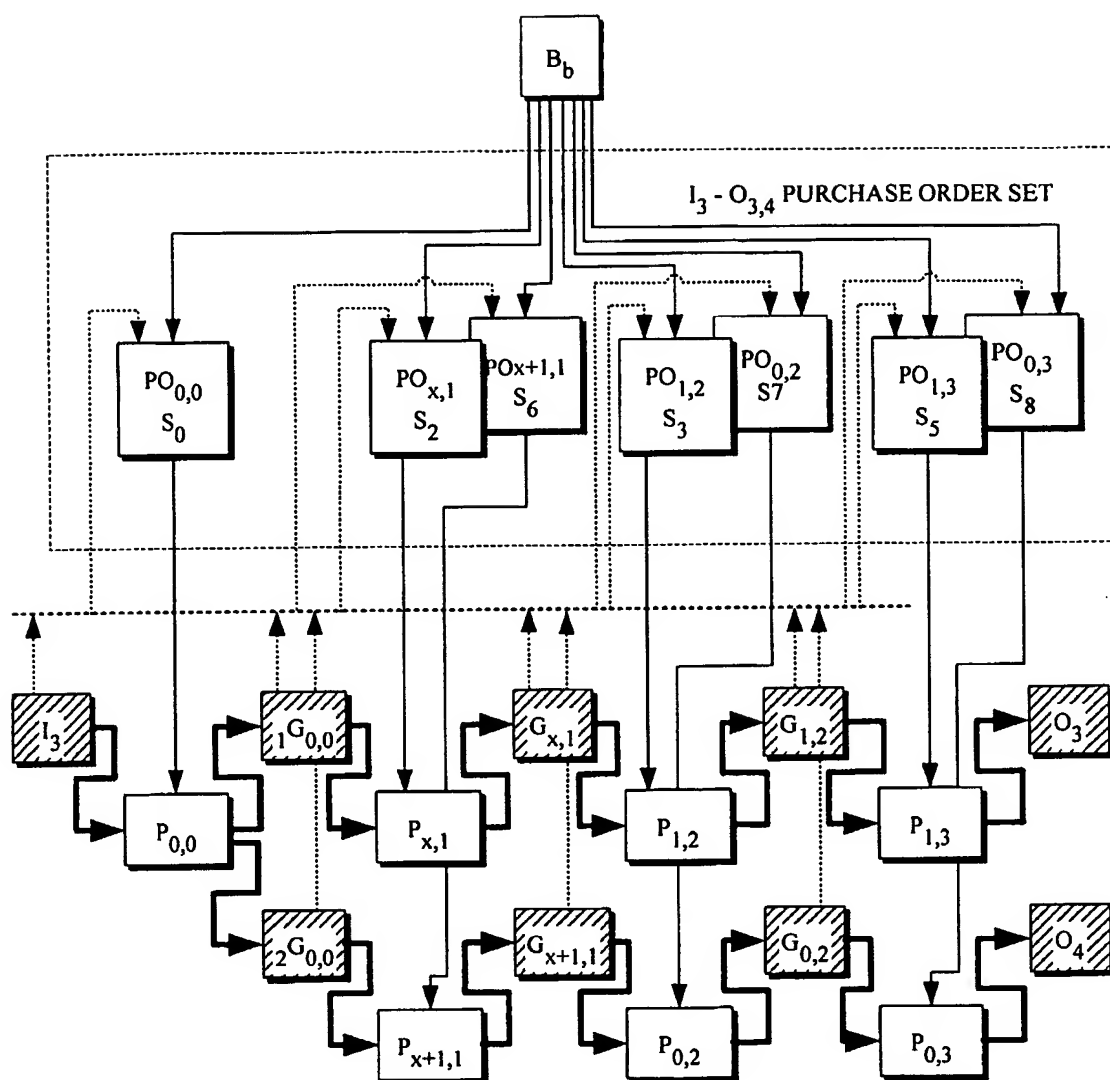 B_b
I_3 - O_3,4 PURCHASE ORDER SET
PO_0,0
S_0
PO_x,1
S_2
POx+1,1
S_6
PO_1,2
S_3
PO_0,2
S7
PO_1,3
S_5
PO_0,3
S_8
I_3
_1G_0,0
G_x,1
G_1,2
O_3
P_0,0
P_x,1
P_1,2
P_1,3
_2G_0,0
G_x+1,1
G_0,2
O_4
P_x+1,1
P_0,2
P_0,3